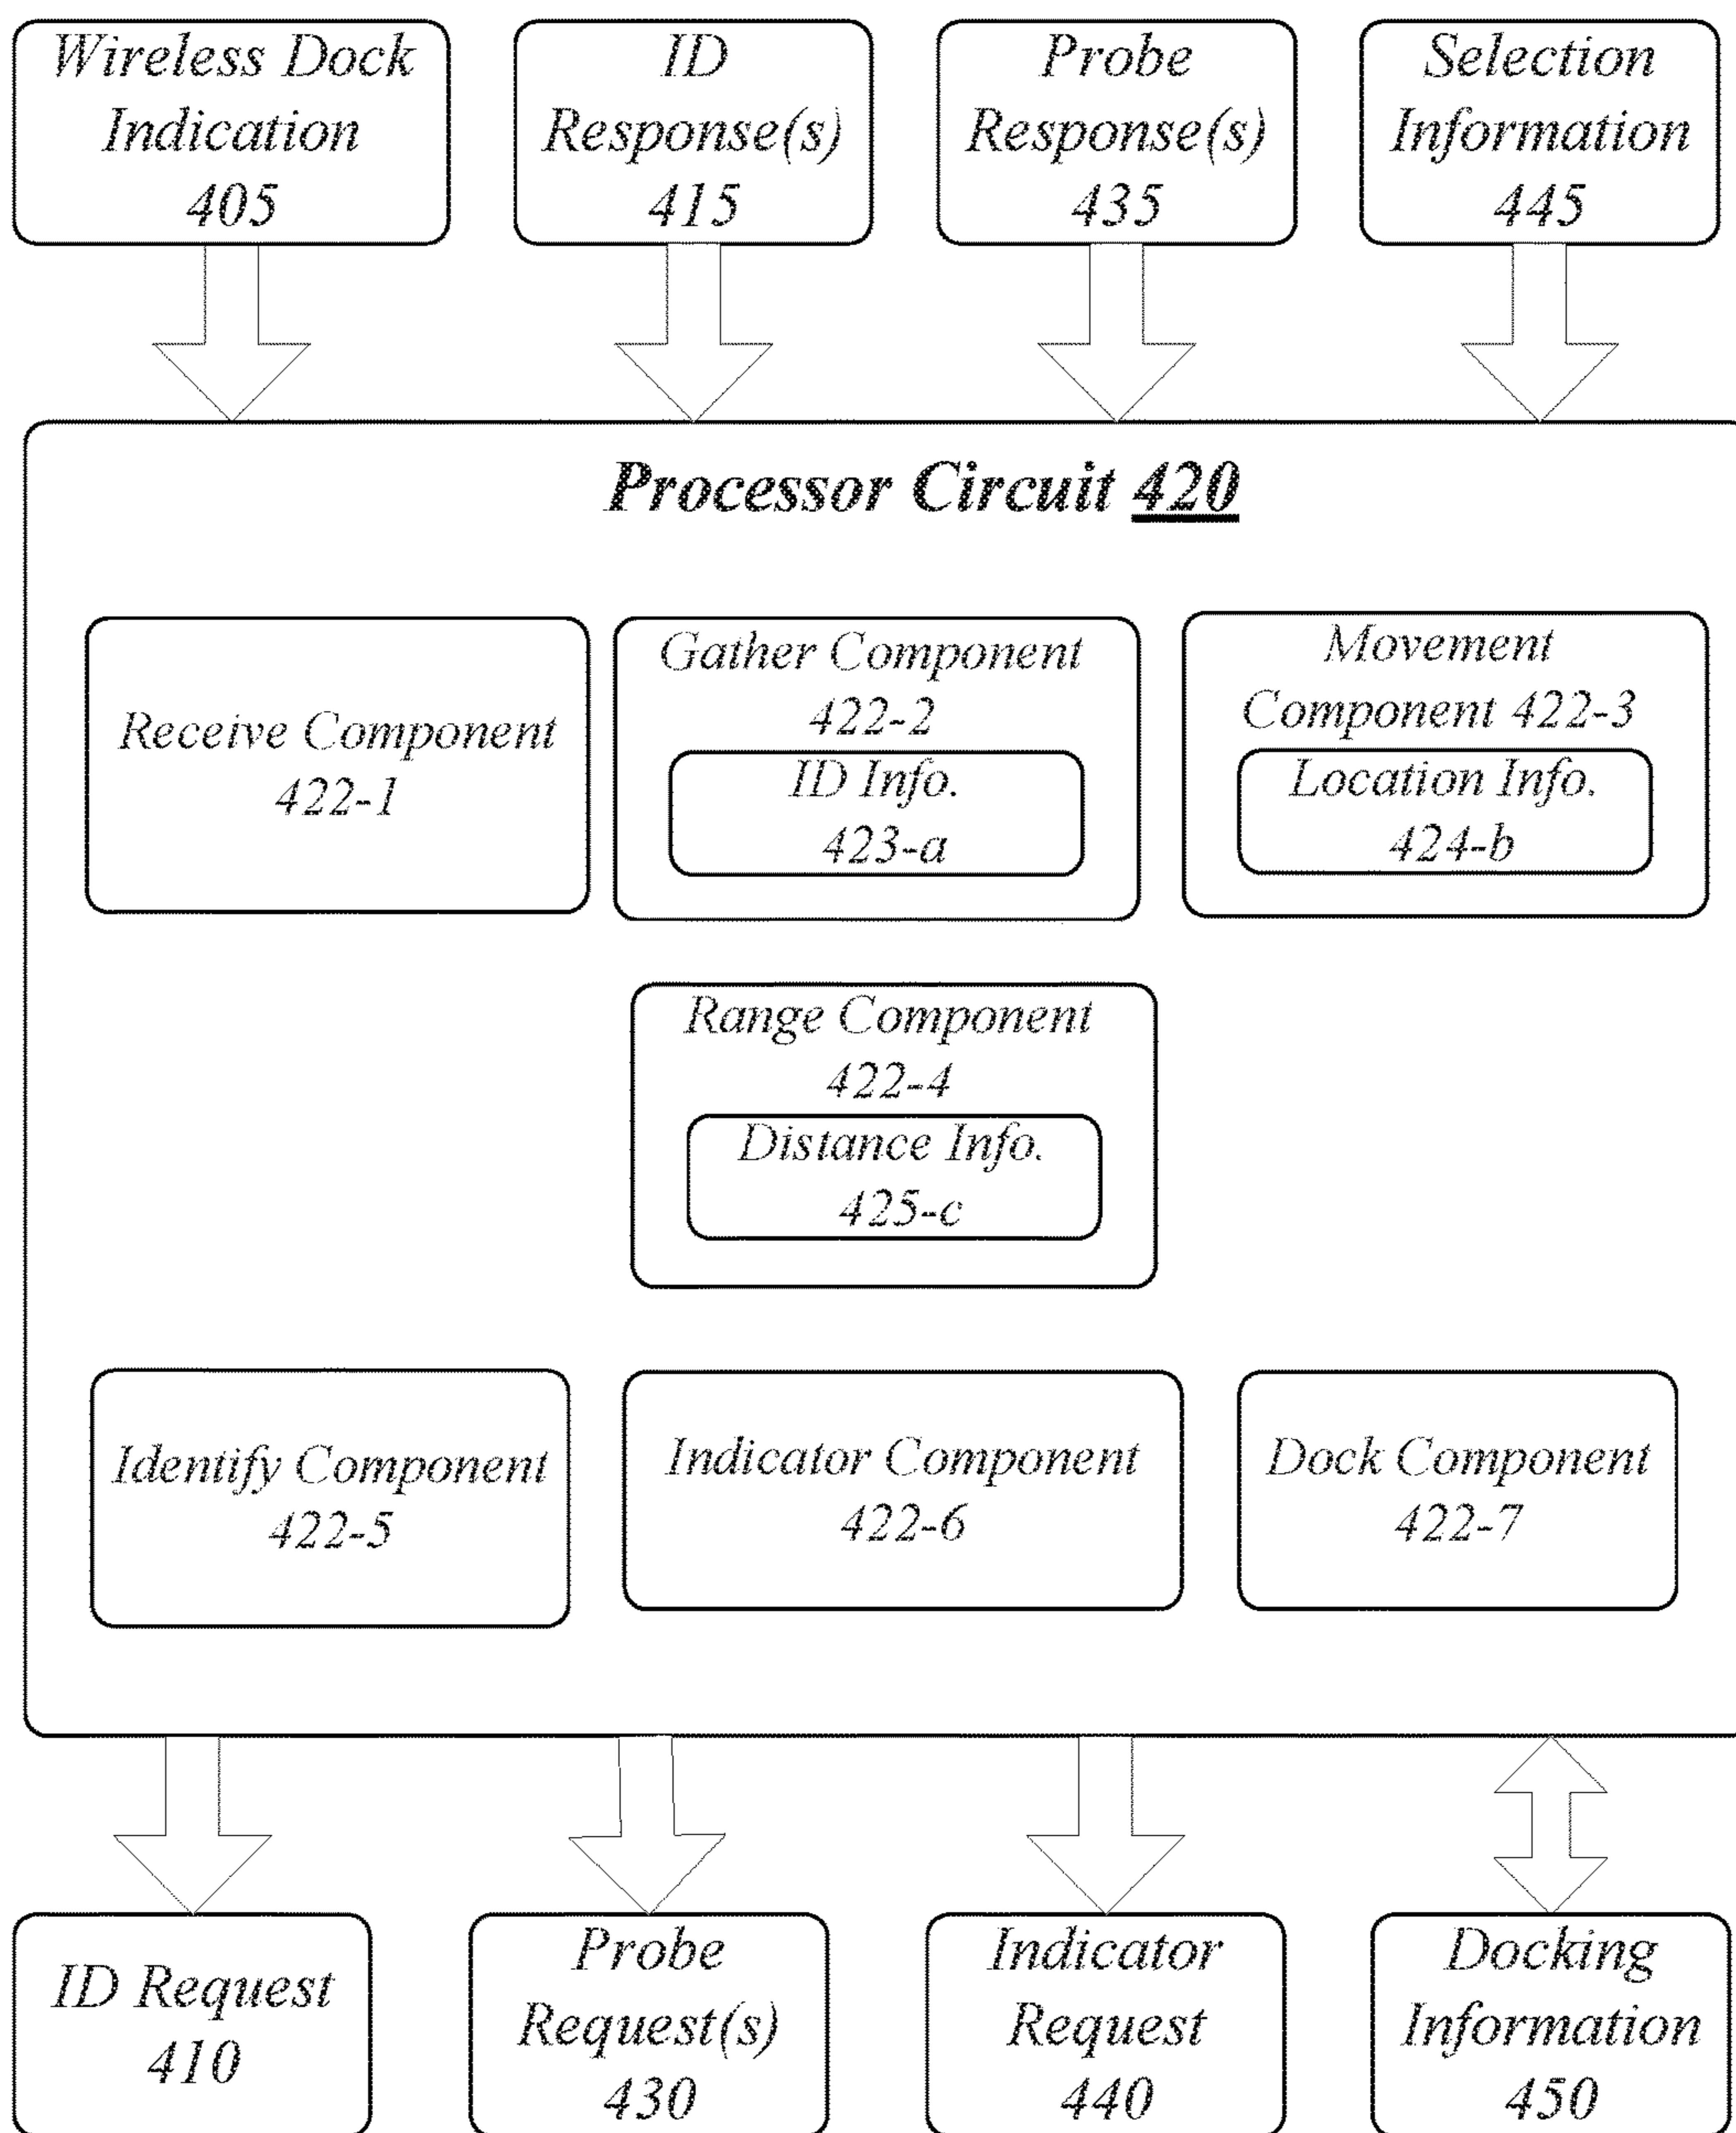 Wireless Dock
Indication
405
ID
Response(s)
415
Probe
Response(s)
435
Selection
Information
445
Processor Circuit 420
Receive Component
422-1
Gather Component
422-2
ID Info.
423-a
Movement
Component 422-3
Location Info.
424-b
Range Component
422-4
Distance Info.
425-c
Identify Component
422-5
Indicator Component
422-6
Dock Component
422-7
ID Request
410
Probe
Request(s)
430
Indicator
Request
440
Docking
Information
450